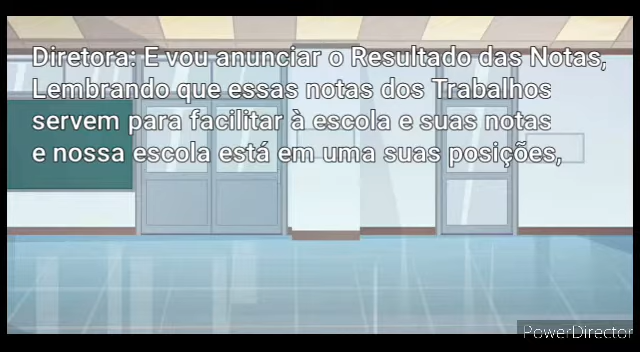 Diretora: E vou anunciar o Resultado das Notas,
Lembrando que essas notas dos Trabalhos
servem para facilitar à escola e suas notas
e nossa escola está em uma suas posições,
PowerDirector